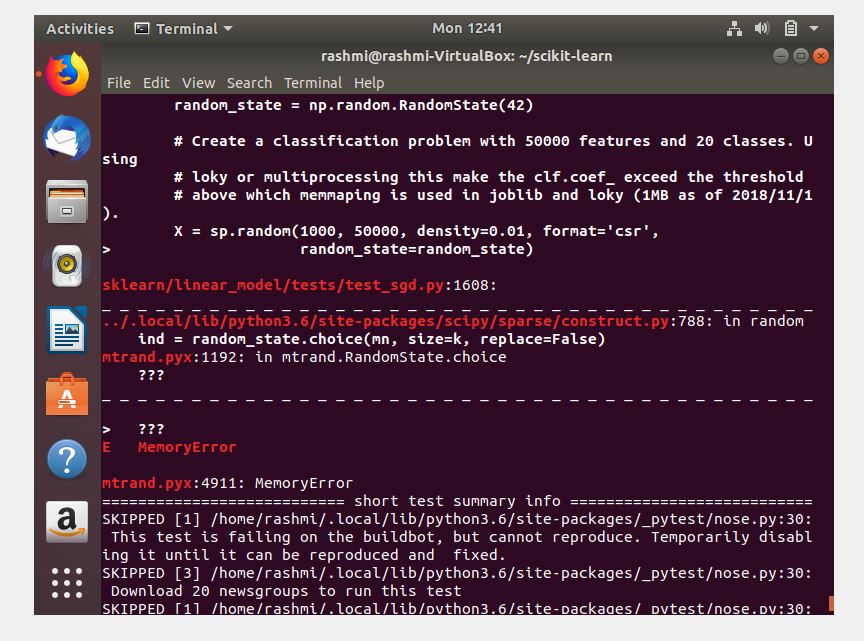 Activities Terminal Mon 12:41
rashmi@rashmi-VirtualBox: ~/scikit-learn
File Edit View Search Terminal Help
random_state = np.random.RandomState(42)
# Create a classification problem with 50000 features and 20 classes. U
sing
# loky or multiprocessing this make the clf.coef_ exceed the threshold
# above which memmaping is used in joblib and loky (1MB as of 2018/11/1
).
X = sp.random(1000, 50000, density=0.01, format='csr',
> random_state=random_state)
sklearn/linear_model/tests/test_sgd.py:1608:
_ _ _ _ _ _ _ _ _ _ _ _ _ _ _ _ _ _ _ _ _ _ _ _ _ _ _ _ _ _ _ _ _ _ _ _ _ _ _ _
../.local/lib/python3.6/site-packages/scipy/sparse/construct.py:788: in random
ind = random_state.choice(mn, size=k, replace=False)
mtrand.pyx:1192: in mtrand.RandomState.choice
???
_ _ _ _ _ _ _ _ _ _ _ _ _ _ _ _ _ _ _ _ _ _ _ _ _ _ _ _ _ _ _ _ _ _ _ _ _ _ _ _
> ???
E MemoryError
mtrand.pyx:4911: MemoryError
=========================== short test summary info ===========================
SKIPPED [1] /home/rashmi/.local/lib/python3.6/site-packages/_pytest/nose.py:30:
This test is failing on the buildbot, but cannot reproduce. Temporarily disabl
ing it until it can be reproduced and  fixed.
SKIPPED [3] /home/rashmi/.local/lib/python3.6/site-packages/_pytest/nose.py:30:
Download 20 newsgroups to run this test
SKIPPED [1] /home/rashmi/.local/lib/python3.6/site-packages/_pytest/nose.py:30: